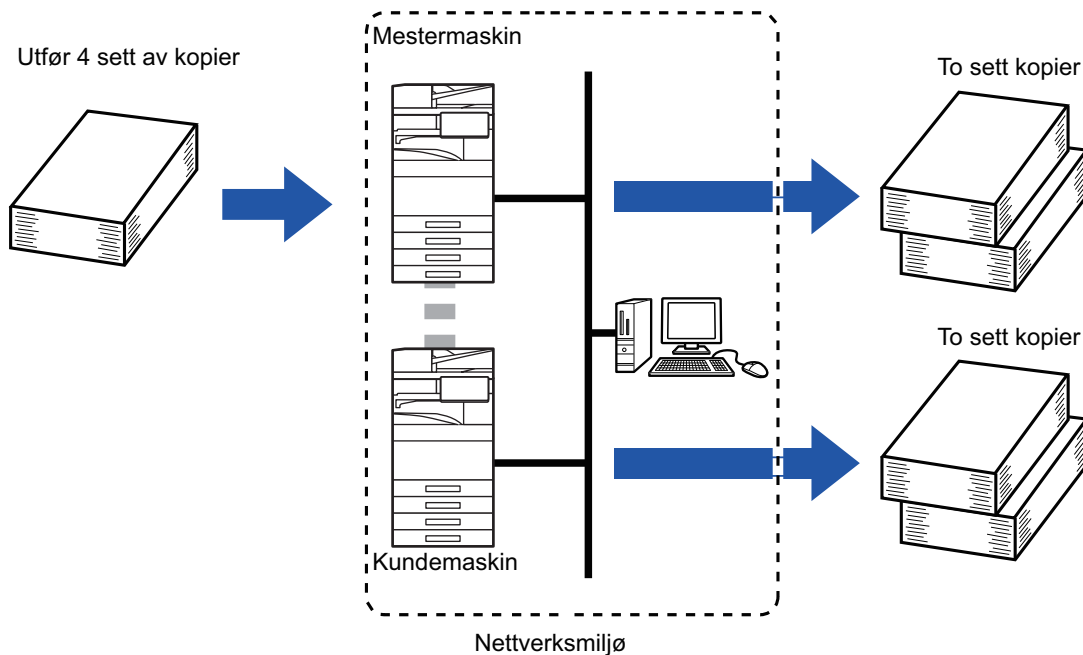 Utfør 4 sett av kopier
Mestermaskin
To sett kopier
To sett kopier
Kundemaskin
Nettverksmiljø